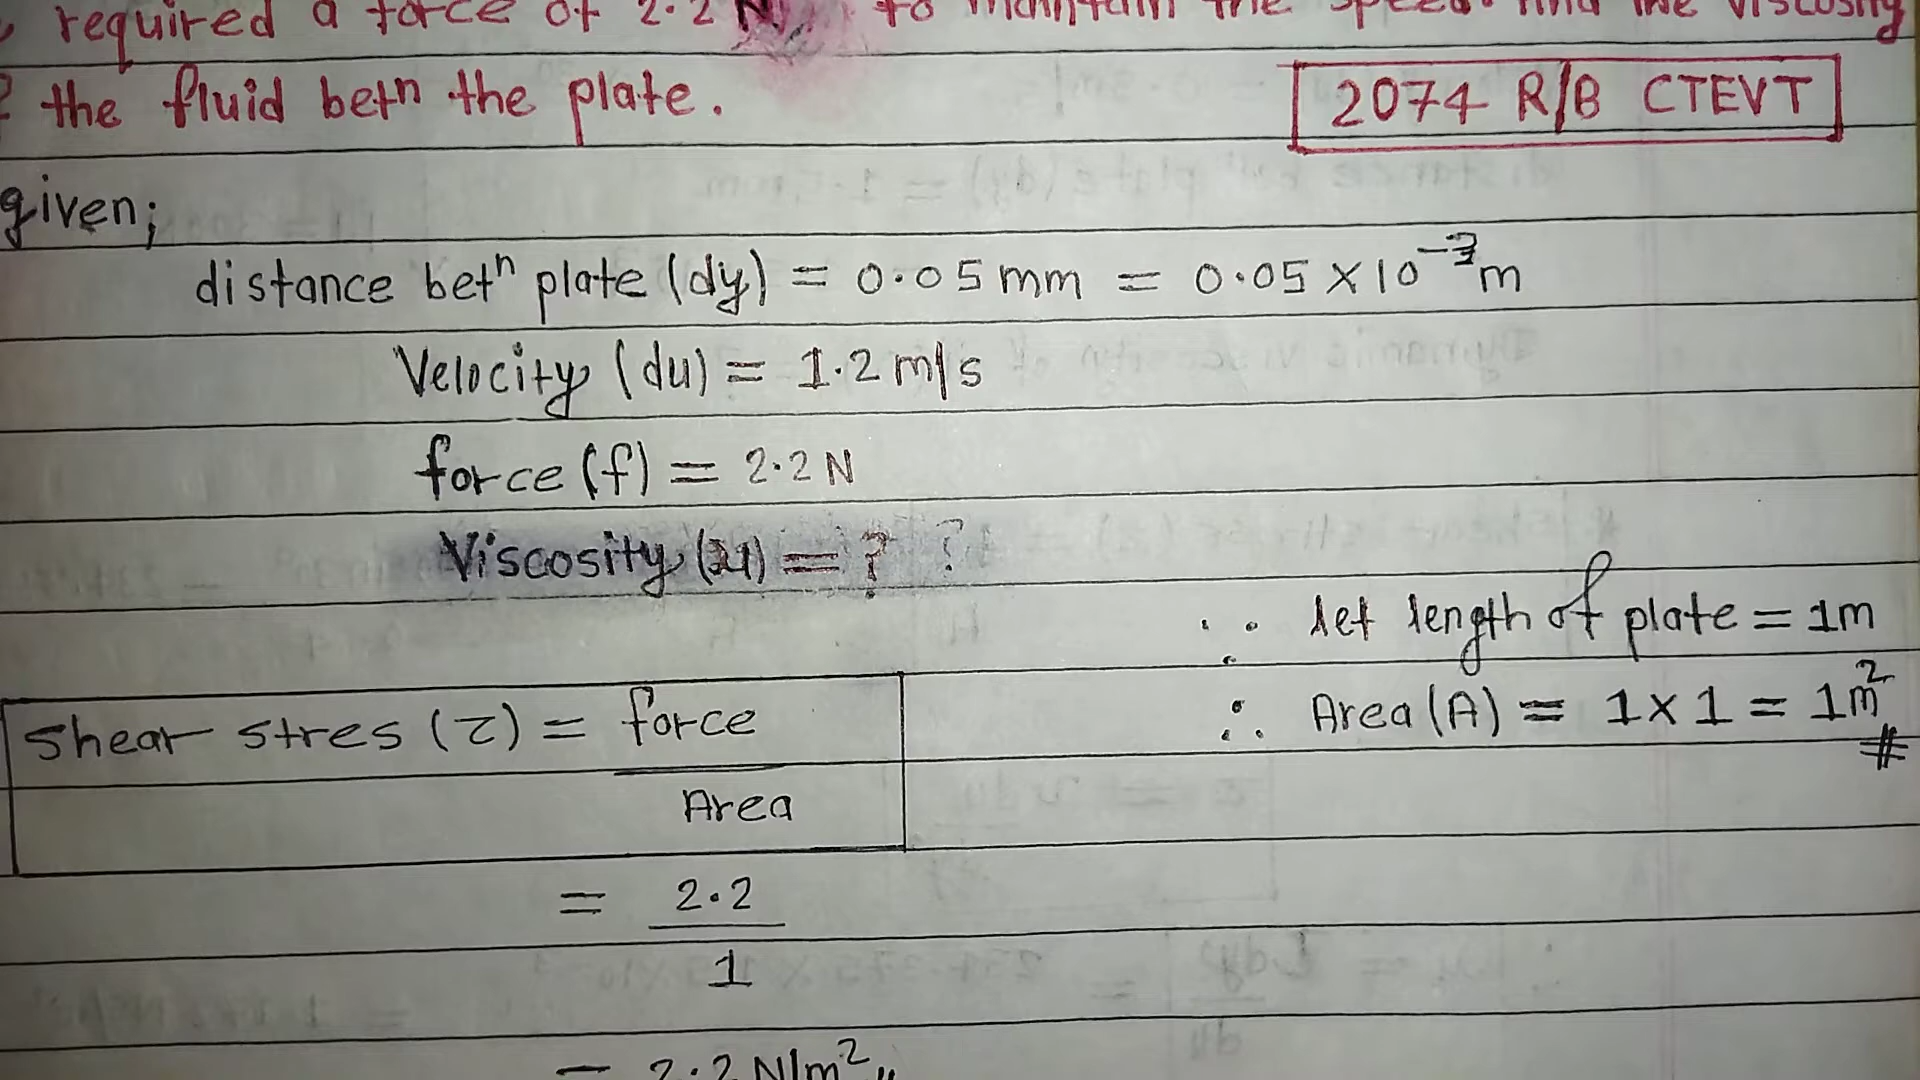 required a force of 2.2 N to maintain the speed. find the viscosity
the fluid betn the plate.
2074 R/B CTEVT
given;
distance betn plate (dy) = 0.05 mm = 0.05 × 10⁻³ m
Velocity (du) = 1.2 m/s
force (f) = 2.2 N
Viscosity (μ) = ? ?
∵ let length of plate = 1m
∴ Area (A) = 1 × 1 = 1m² #
Shear stres (τ) = force
Area
= 2.2
1
= 2.2 N/m² "